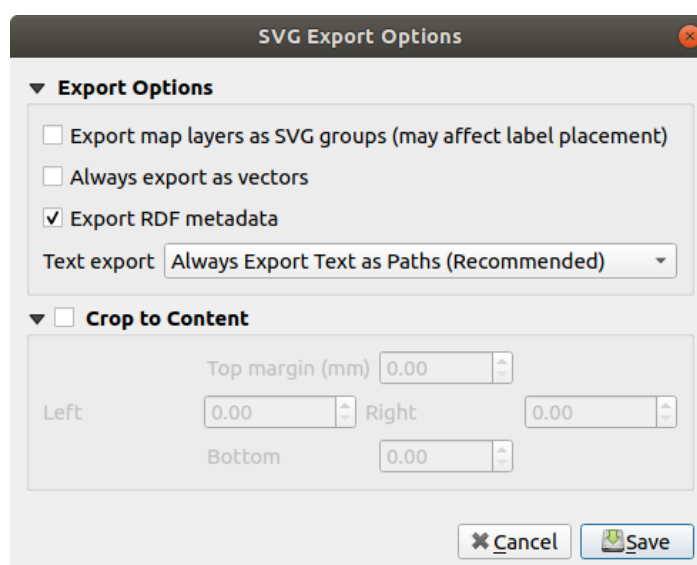 SVG Export Options
Export Options
Export map layers as SVG groups (may affect label placement)
Always export as vectors
Export RDF metadata
Text export Always Export Text as Paths (Recommended)
Crop to Content
Top margin (mm) 0.00
Left 0.00 Right 0.00
Bottom 0.00
Cancel Save